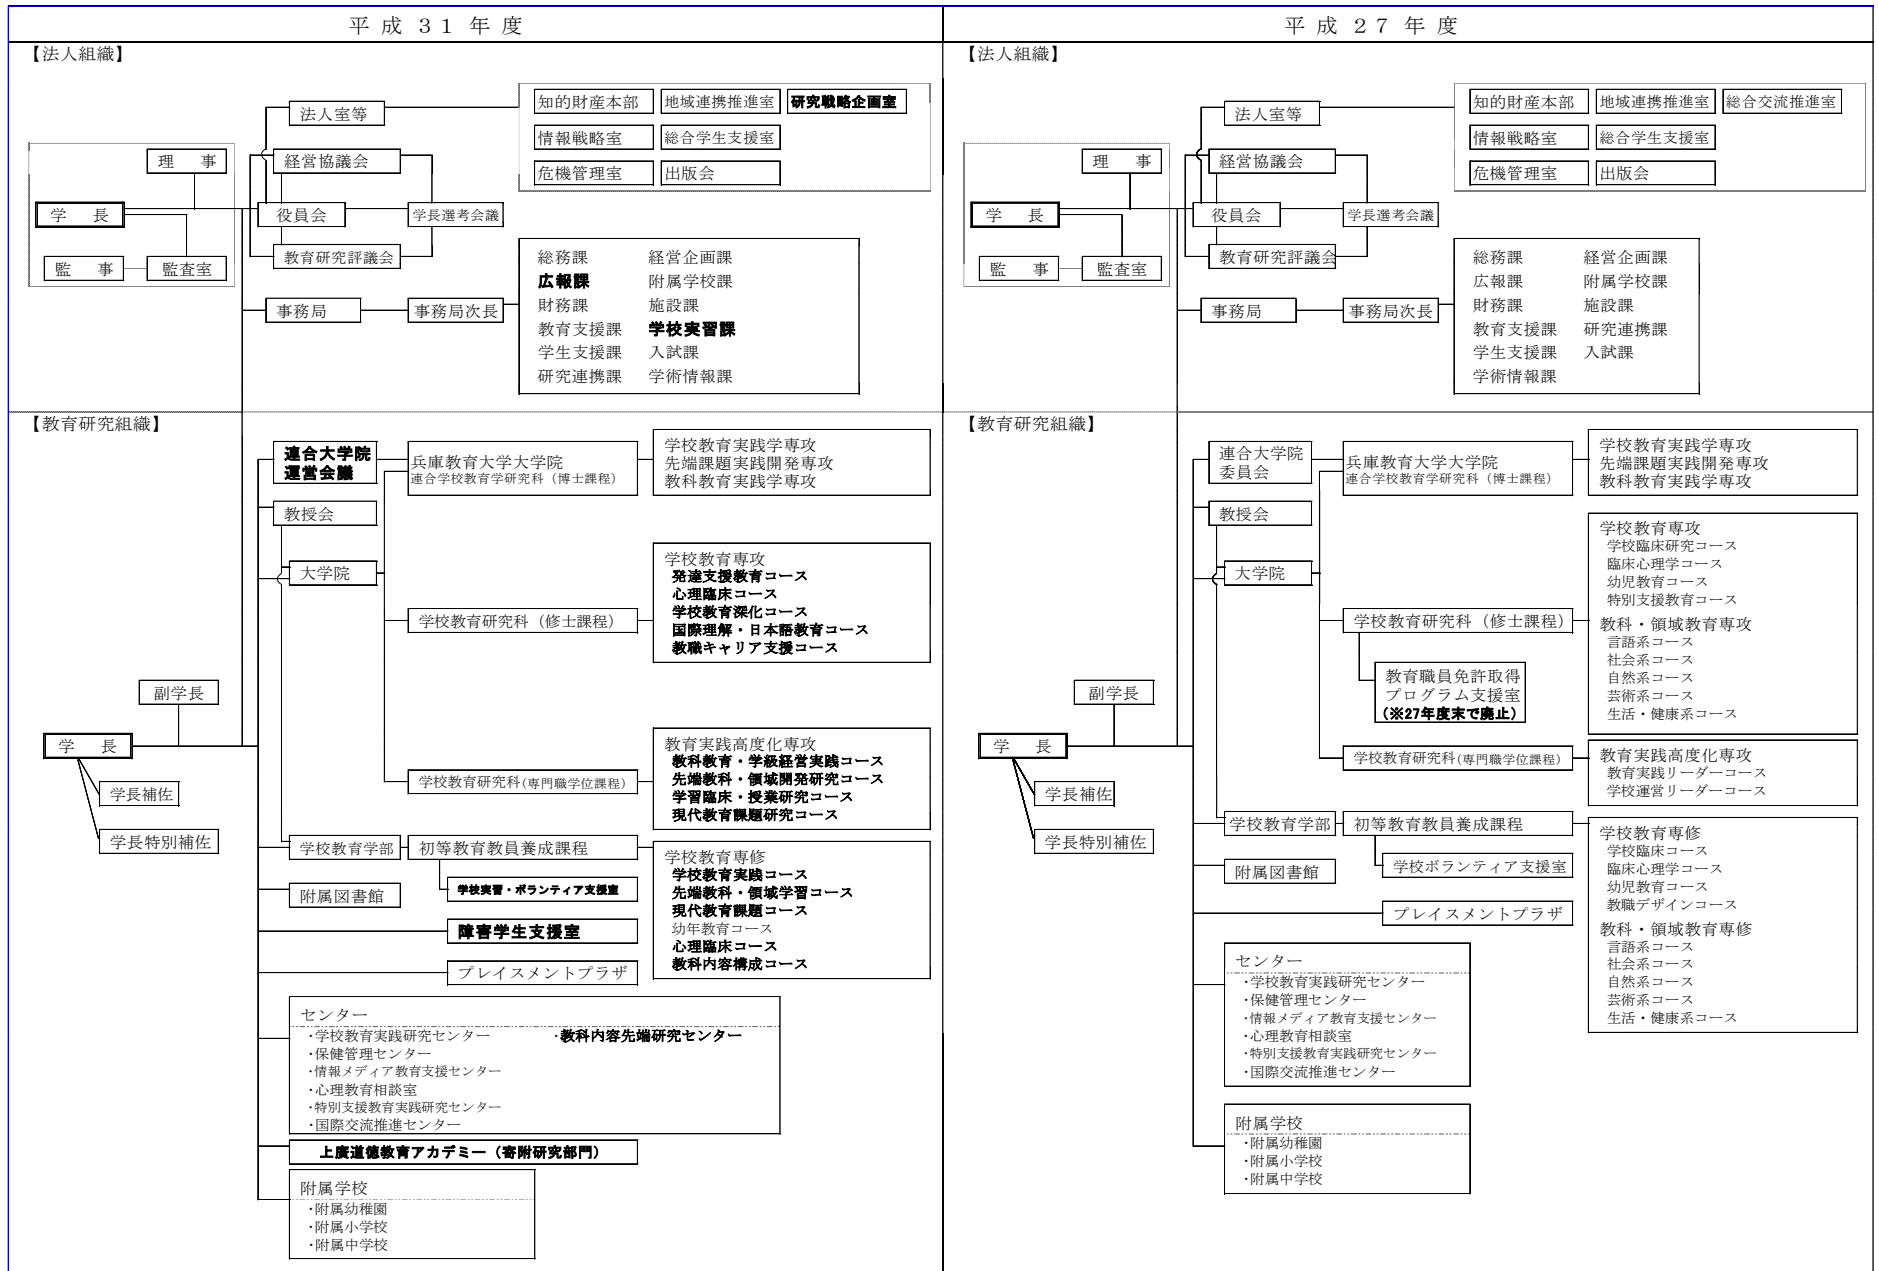 平成31年度
【法人組織】
法人室等
知的財産本部
地域連携推進室
研究戦略企画室
情報戦略室
総合学生支援室
危機管理室
出版会
理　事
経営協議会
学　長
役員会
学長選考会議
監　事
監査室
教育研究評議会
事務局
事務局次長
総務課　経営企画課
広報課　附属学校課
財務課　施設課
教育支援課　学校実習課
学生支援課　入試課
研究連携課　学術情報課
【教育研究組織】
連合大学院
運営会議
兵庫教育大学大学院
連合学校教育学研究科（博士課程）
学校教育実践学専攻
先端課題実践開発専攻
教科教育実践学専攻
教授会
大学院
学校教育研究科（修士課程）
学校教育専攻
発達支援教育コース
心理臨床コース
学校教育深化コース
国際理解・日本語教育コース
教職キャリア支援コース
副学長
学　長
学長補佐
学長特別補佐
学校教育研究科(専門職学位課程)
教育実践高度化専攻
教科教育・学級経営実践コース
先端教科・領域開発研究コース
学習臨床・授業研究コース
現代教育課題研究コース
学校教育学部
初等教育教員養成課程
学校実習・ボランティア支援室
学校教育専修
学校教育実践コース
先端教科・領域学習コース
現代教育課題コース
幼年教育コース
心理臨床コース
教科内容構成コース
附属図書館
障害学生支援室
プレイスメントプラザ
センター
・学校教育実践研究センター　・教科内容先端研究センター
・保健管理センター
・情報メディア教育支援センター
・心理教育相談室
・特別支援教育実践研究センター
・国際交流推進センター
上廣道徳教育アカデミー（寄附研究部門）
附属学校
・附属幼稚園
・附属小学校
・附属中学校
平成27年度
【法人組織】
法人室等
知的財産本部
地域連携推進室
総合交流推進室
情報戦略室
総合学生支援室
危機管理室
出版会
理　事
経営協議会
学　長
役員会
学長選考会議
監　事
監査室
教育研究評議会
事務局
事務局次長
総務課　経営企画課
広報課　附属学校課
財務課　施設課
教育支援課　研究連携課
学生支援課　入試課
学術情報課
【教育研究組織】
連合大学院
委員会
兵庫教育大学大学院
連合学校教育学研究科（博士課程）
学校教育実践学専攻
先端課題実践開発専攻
教科教育実践学専攻
教授会
大学院
学校教育研究科（修士課程）
教育職員免許取得
プログラム支援室
(※27年度末で廃止)
学校教育専攻
学校臨床研究コース
臨床心理学コース
幼児教育コース
特別支援教育コース
教科・領域教育専攻
言語系コース
社会系コース
自然系コース
芸術系コース
生活・健康系コース
副学長
学　長
学長補佐
学長特別補佐
学校教育研究科(専門職学位課程)
教育実践高度化専攻
教育実践リーダーコース
学校運営リーダーコース
学校教育学部
初等教育教員養成課程
学校ボランティア支援室
学校教育専修
学校臨床コース
臨床心理学コース
幼児教育コース
教職デザインコース
教科・領域教育専修
言語系コース
社会系コース
自然系コース
芸術系コース
生活・健康系コース
附属図書館
プレイスメントプラザ
センター
・学校教育実践研究センター
・保健管理センター
・情報メディア教育支援センター
・心理教育相談室
・特別支援教育実践研究センター
・国際交流推進センター
附属学校
・附属幼稚園
・附属小学校
・附属中学校